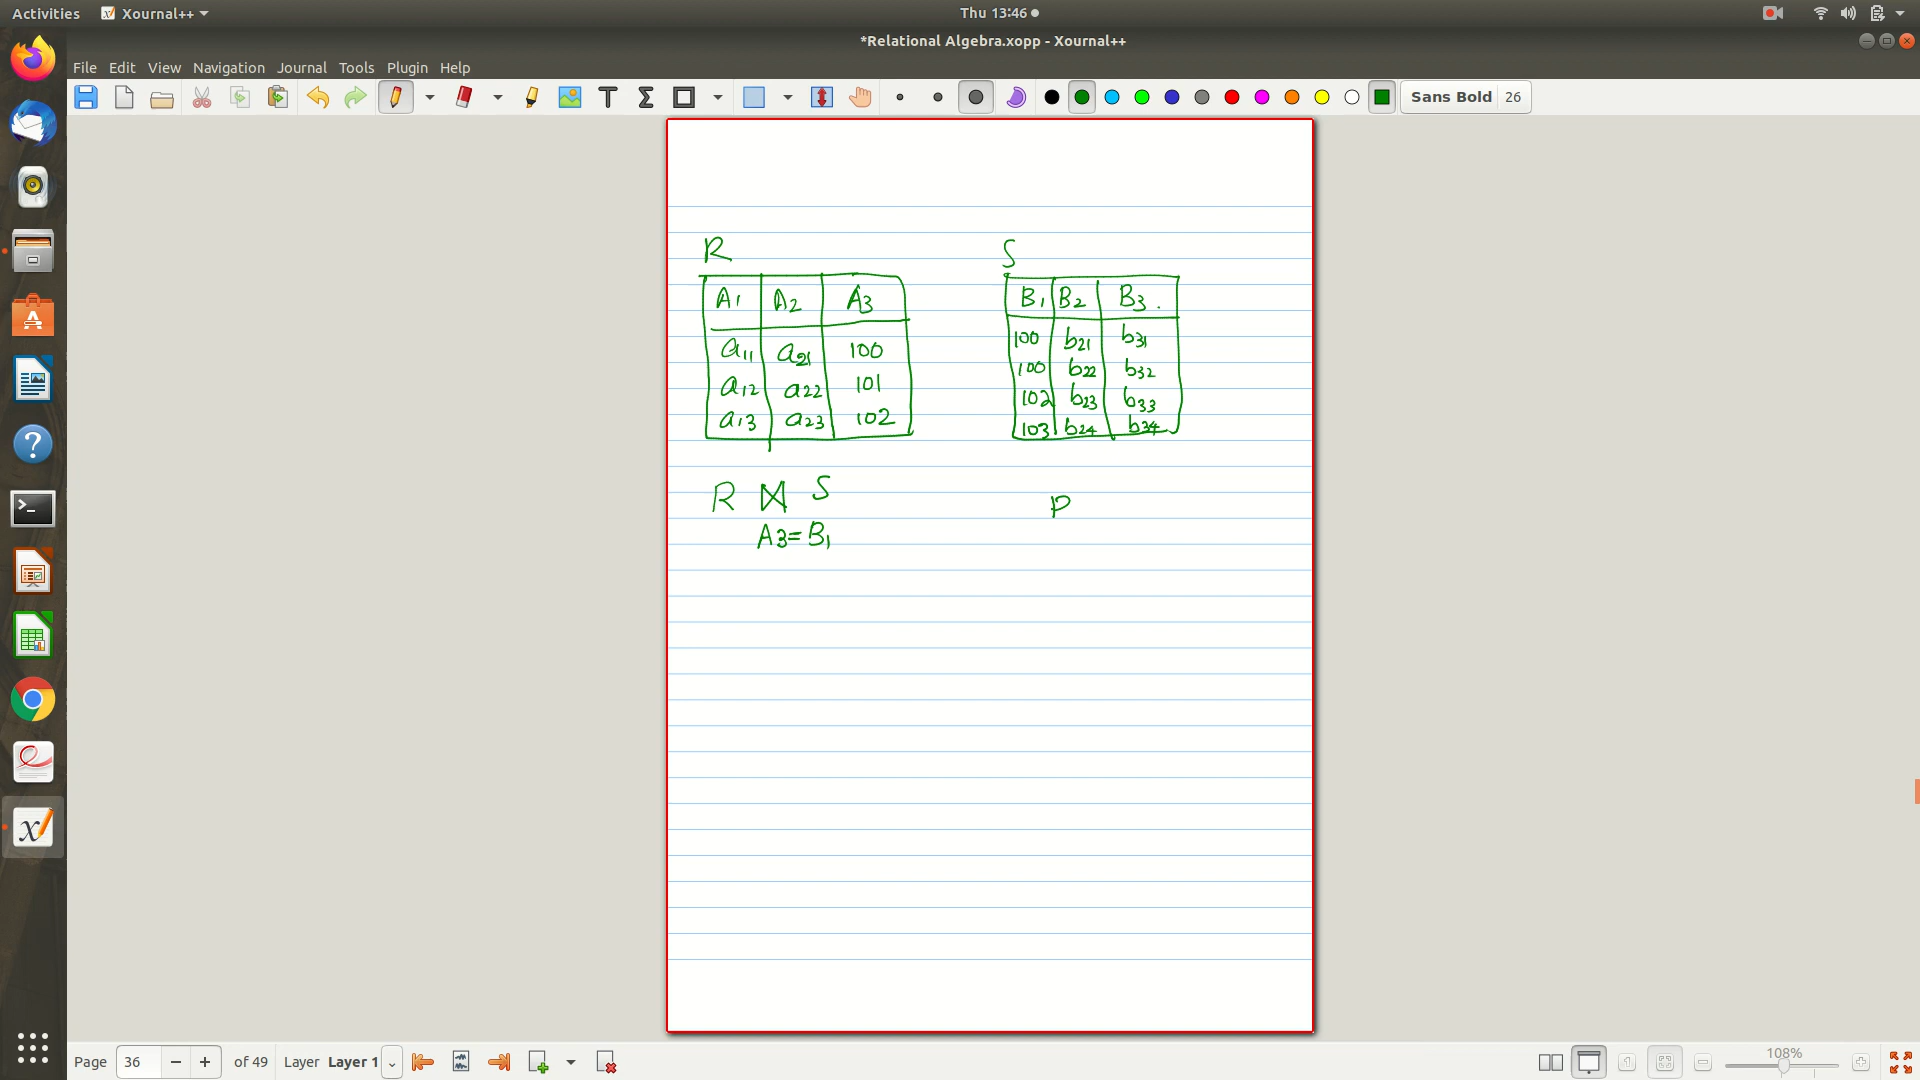 Activities Xournal++ Thu 13:46
*Relational Algebra.xopp - Xournal++
File Edit View Navigation Journal Tools Plugin Help
Sans Bold 26
R S
A1 A2 A3 B1 B2 B3 .
a11 a21 100 100 b21 b31
a12 a22 101 100 b22 b32
a13 a23 102 102 b23 b33
103 b24 b34
R ⋈ S P
A3=B1
Page 36 − + of 49 Layer Layer 1 108%